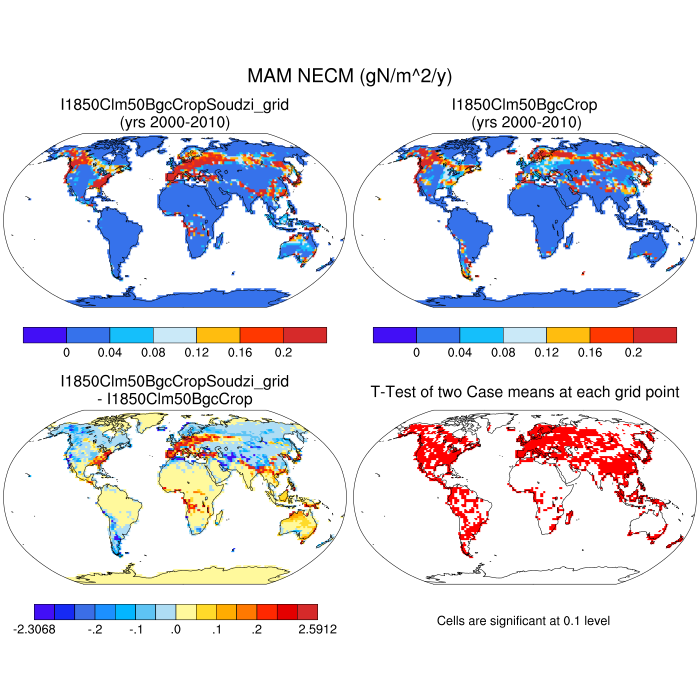 MAM NECM (gN/m^2/y)
I1850Clm50BgcCropSoudzi_grid
(yrs 2000-2010)
I1850Clm50BgcCrop
(yrs 2000-2010)
0 0.04 0.08 0.12 0.16 0.2
0 0.04 0.08 0.12 0.16 0.2
I1850Clm50BgcCropSoudzi_grid
- I1850Clm50BgcCrop
T-Test of two Case means at each grid point
-2.3068 -.2 -.1 .0 .1 .2 2.5912
Cells are significant at 0.1 level